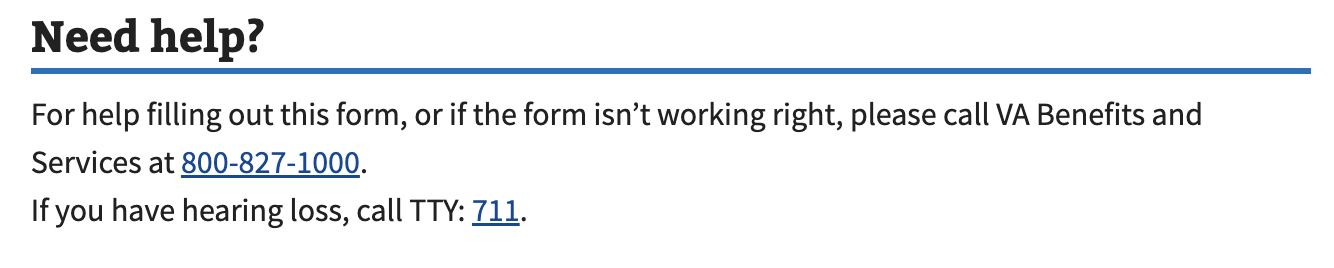 Need help?
For help filling out this form, or if the form isn’t working right, please call VA Benefits and
Services at 800-827-1000.
If you have hearing loss, call TTY: 711.